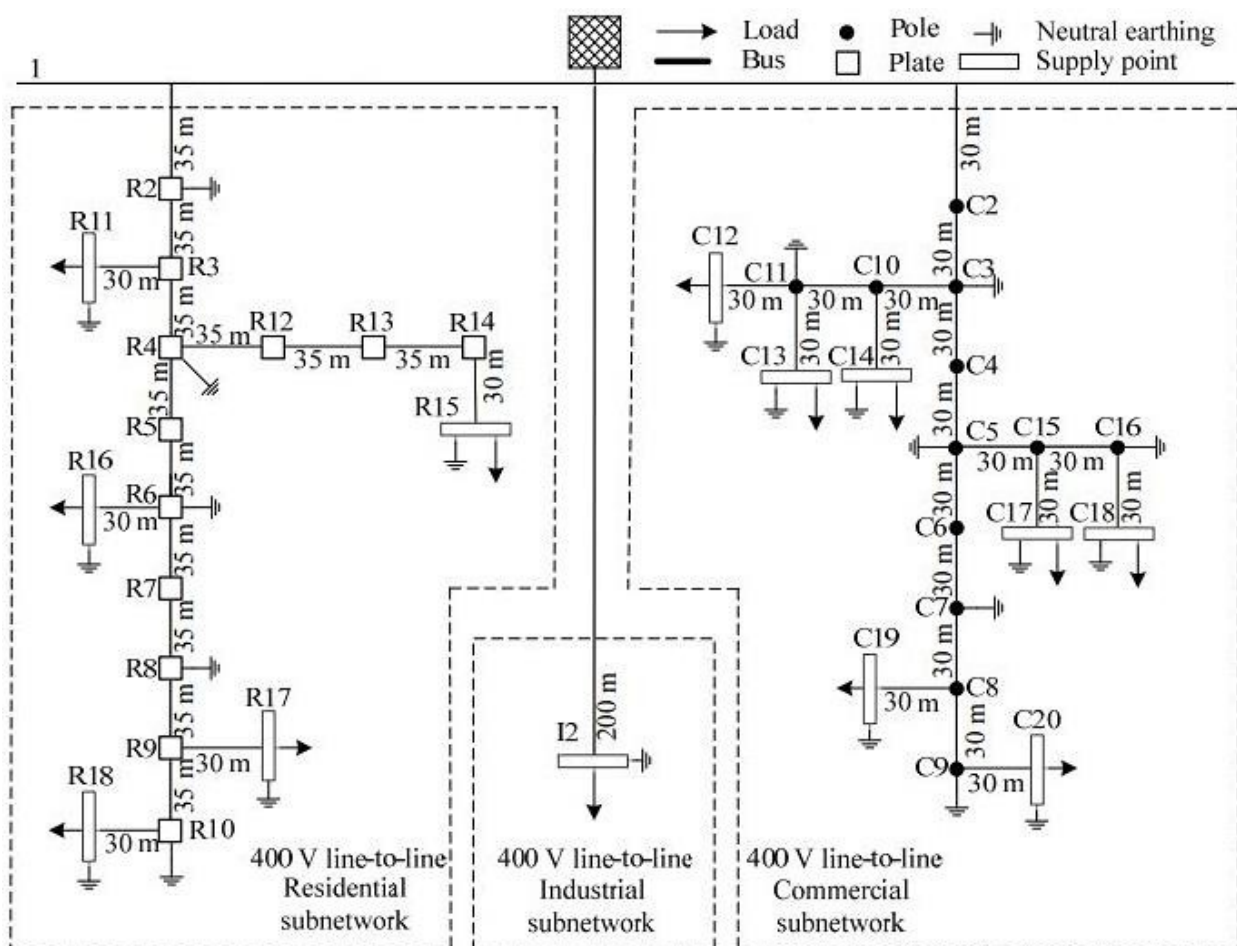 Load
Pole
Neutral earthing
Bus
Plate
Supply point
1
35 m
30 m
R2
C2
35 m
30 m
R11
C12
R3
30 m
C11
C10
C3
30 m
30 m
30 m
35 m
R12
R13
R14
30 m
30 m
30 m
R4
35 m
35 m
35 m
C13
C14
C4
35 m
30 m
30 m
R15
R5
C5
C15
C16
R16
35 m
30 m
30 m
R6
30 m
30 m
30 m
30 m
C17
C18
35 m
C6
R7
30 m
35 m
C7
C19
R8
30 m
R17
35 m
200 m
30 m
C8
I2
C20
R9
30 m
30 m
R18
35 m
C9
30 m
30 m
R10
400 V line-to-line
Residential
subnetwork
400 V line-to-line
Industrial
subnetwork
400 V line-to-line
Commercial
subnetwork